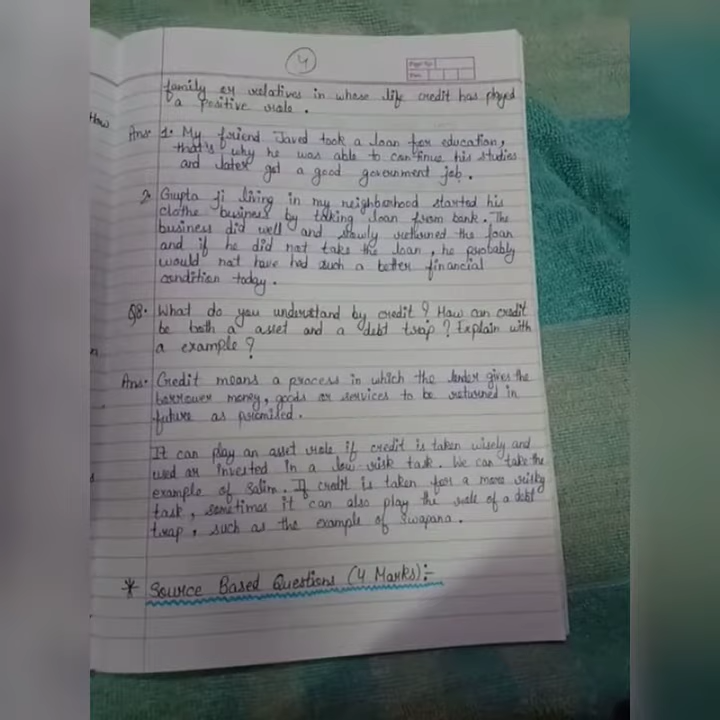 4
Page No.
Date
family or relatives in whose life credit has played
a positive role.
How
Ans 1. My friend Javed took a loan for education,
that's why he was able to continue his studies
and later got a good government job.
2. Gupta ji living in my neighborhood started his
clothe business by taking loan from bank. The
business did well and slowly returned the loan
and if he did not take the loan, he probably
would not have had such a better financial
condition today.
Q8. What do you understand by credit? How can credit
be both a asset and a debt trap? Explain with
a example?
Ans. Credit means a process in which the lender gives the
borrower money, goods or services to be returned in
future as promised.
It can play an asset role if credit is taken wisely and
used or invested in a low risk task. We can take the
example of Salim. If credit is taken for a more risky
task, sometimes it can also play the role of a debt
trap, such as the example of Swapana.
* Source Based Questions (4 Marks):-